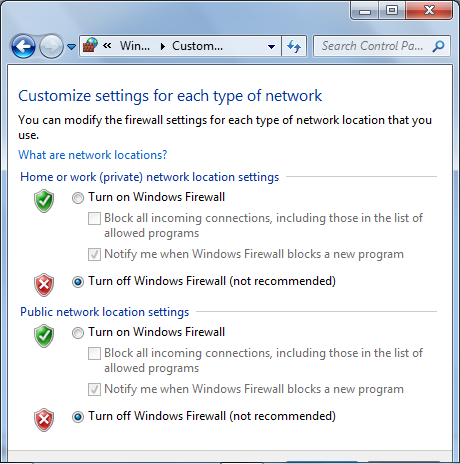 « Win... ▸ Custom...
Search Control Pa...
Customize settings for each type of network
You can modify the firewall settings for each type of network location that you
use.
What are network locations?
Home or work (private) network location settings
Turn on Windows Firewall
Block all incoming connections, including those in the list of
allowed programs
Notify me when Windows Firewall blocks a new program
Turn off Windows Firewall (not recommended)
Public network location settings
Turn on Windows Firewall
Block all incoming connections, including those in the list of
allowed programs
Notify me when Windows Firewall blocks a new program
Turn off Windows Firewall (not recommended)